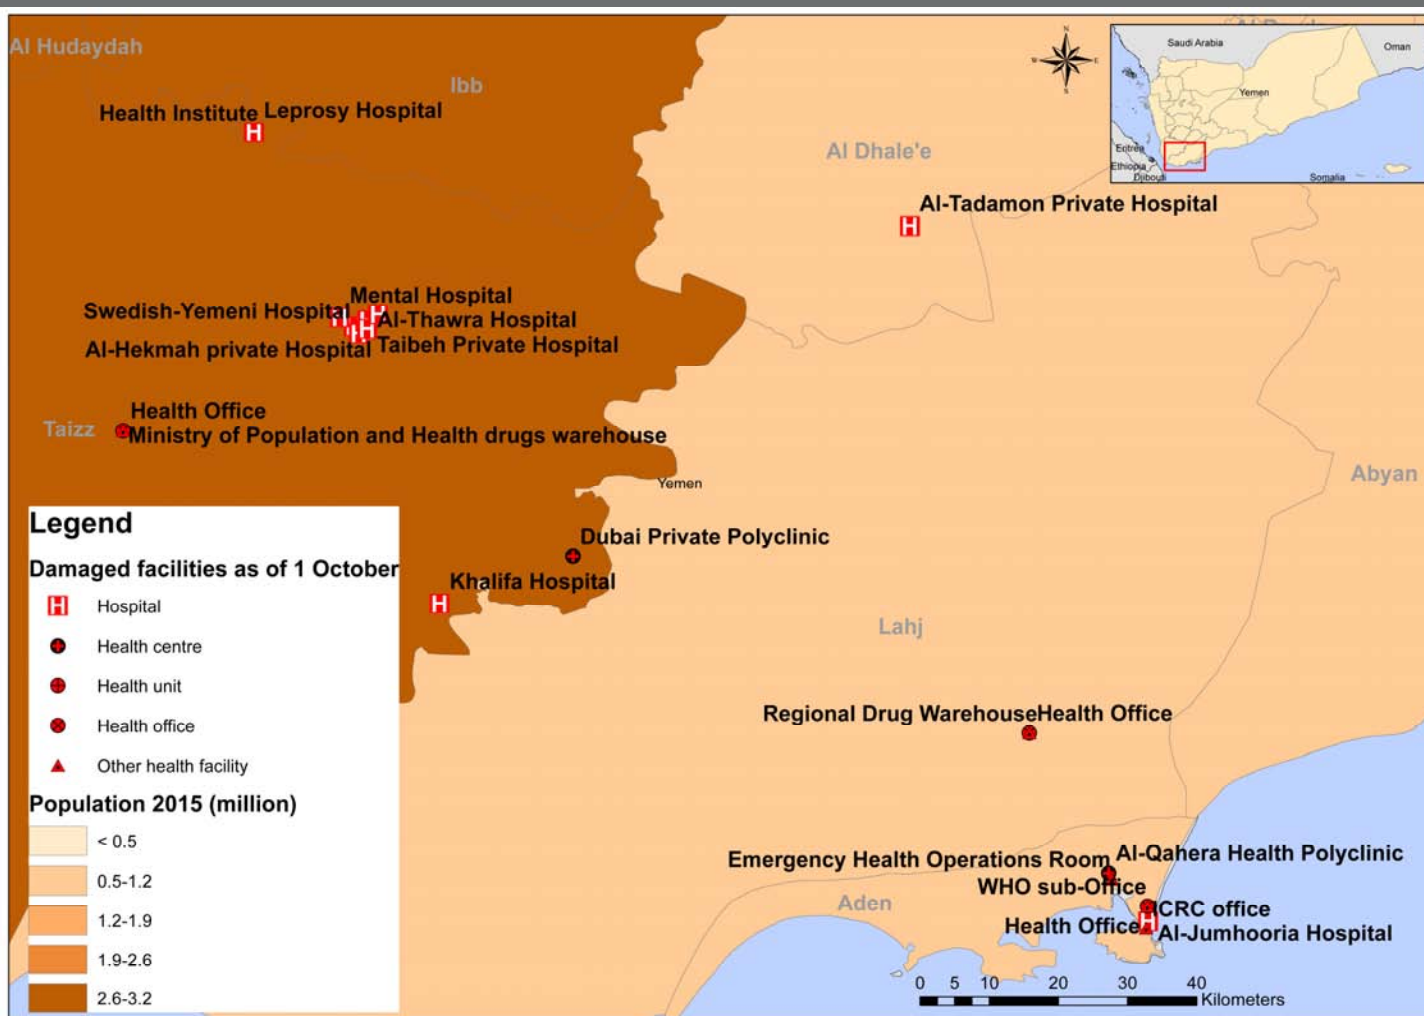 Al Hudaydah
Ibb
Health Institute Leprosy Hospital
Al Dhale'e
Al-Tadamon Private Hospital
Mental Hospital
Swedish-Yemeni Hospital
Al-Thawra Hospital
Al-Hekmah private Hospital
Taibeh Private Hospital
Health Office
Taizz
Ministry of Population and Health drugs warehouse
Abyan
Yemen
Dubai Private Polyclinic
Khalifa Hospital
Lahj
Regional Drug Warehouse Health Office
Emergency Health Operations Room
Al-Qahera Health Polyclinic
WHO sub-Office
Aden
ICRC office
Health Office
Al-Jumhooria Hospital
0 5 10 20 30 40
Kilometers
N
W E
S
Saudi Arabia
Oman
Yemen
Eritrea
Ethiopia
Djibouti
Somalia
Legend
Damaged facilities as of 1 October
H Hospital
Health centre
Health unit
Health office
Other health facility
Population 2015 (million)
< 0.5
0.5-1.2
1.2-1.9
1.9-2.6
2.6-3.2